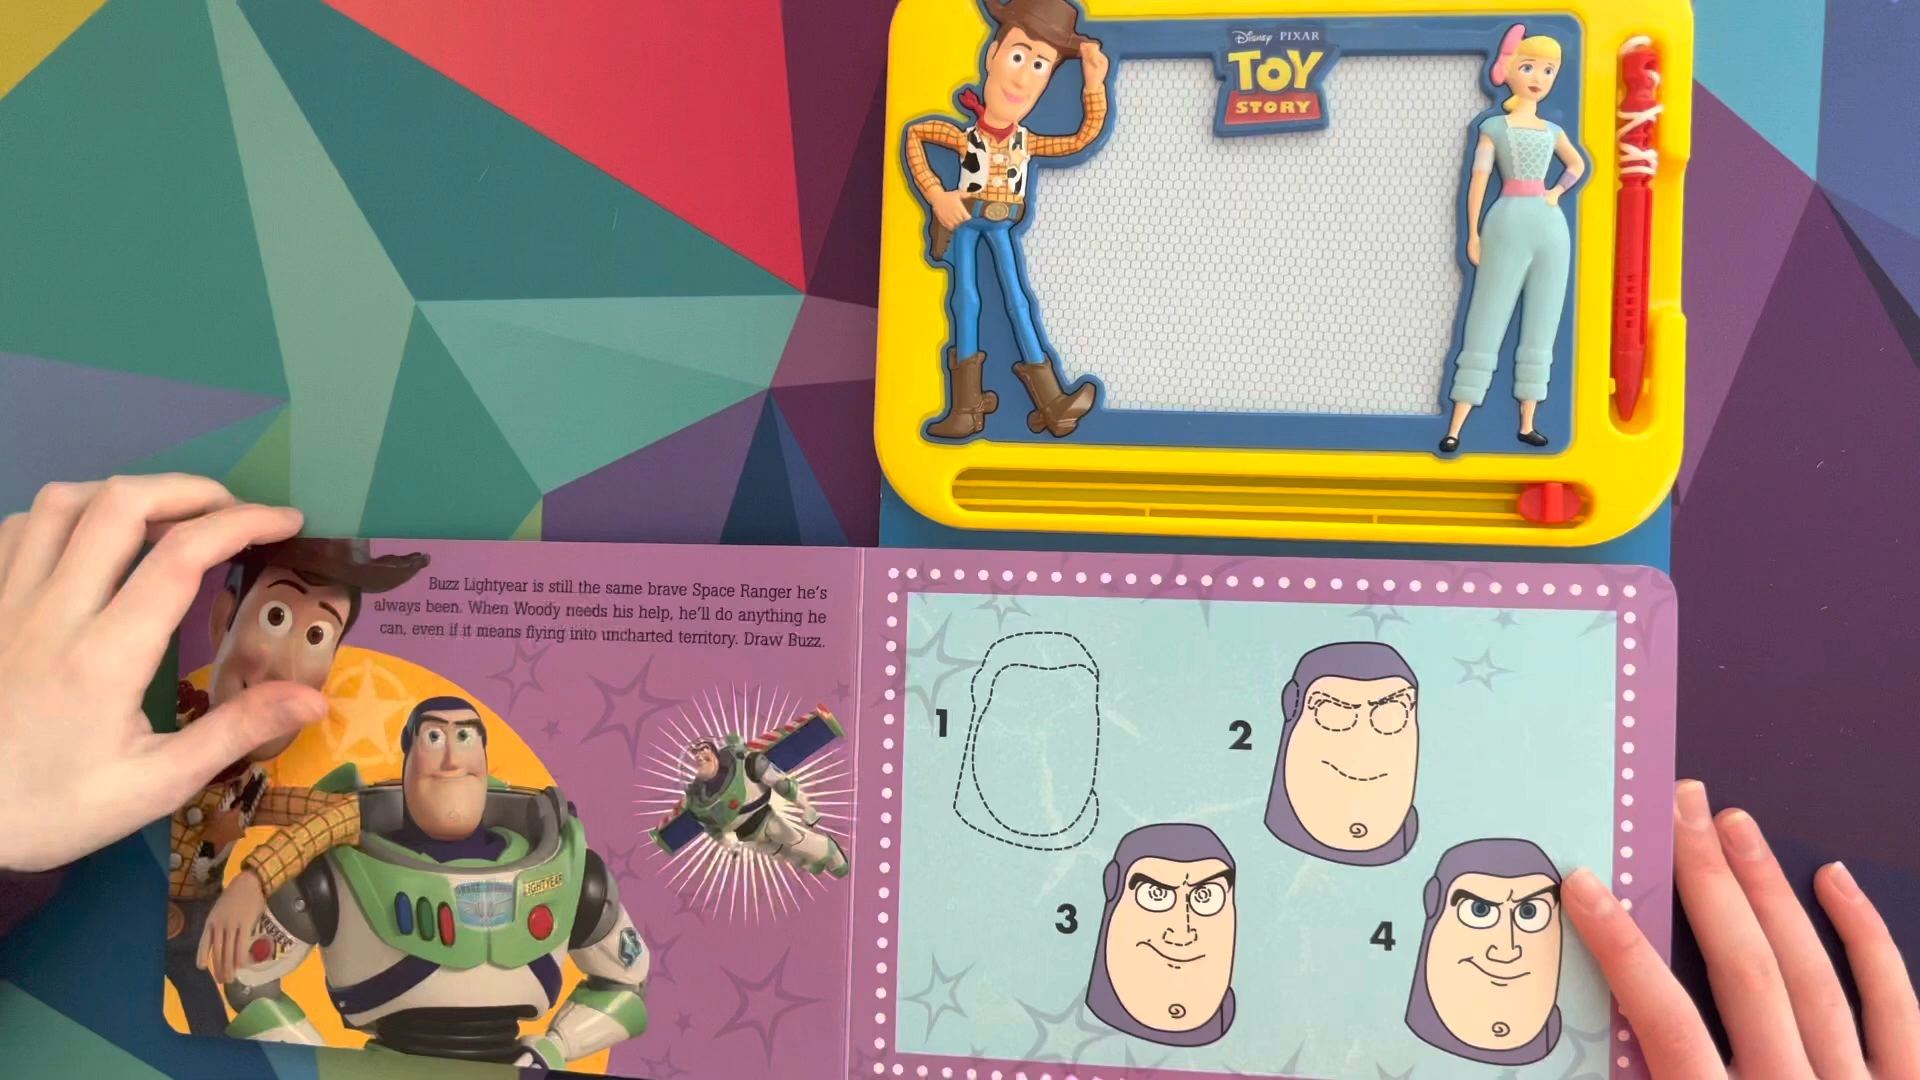 Disney PIXAR
TOY
STORY
Buzz Lightyear is still the same brave Space Ranger he's
always been. When Woody needs his help, he'll do anything he
can, even if it means flying into uncharted territory. Draw Buzz.
LIGHTYEAR
1
2
3
4